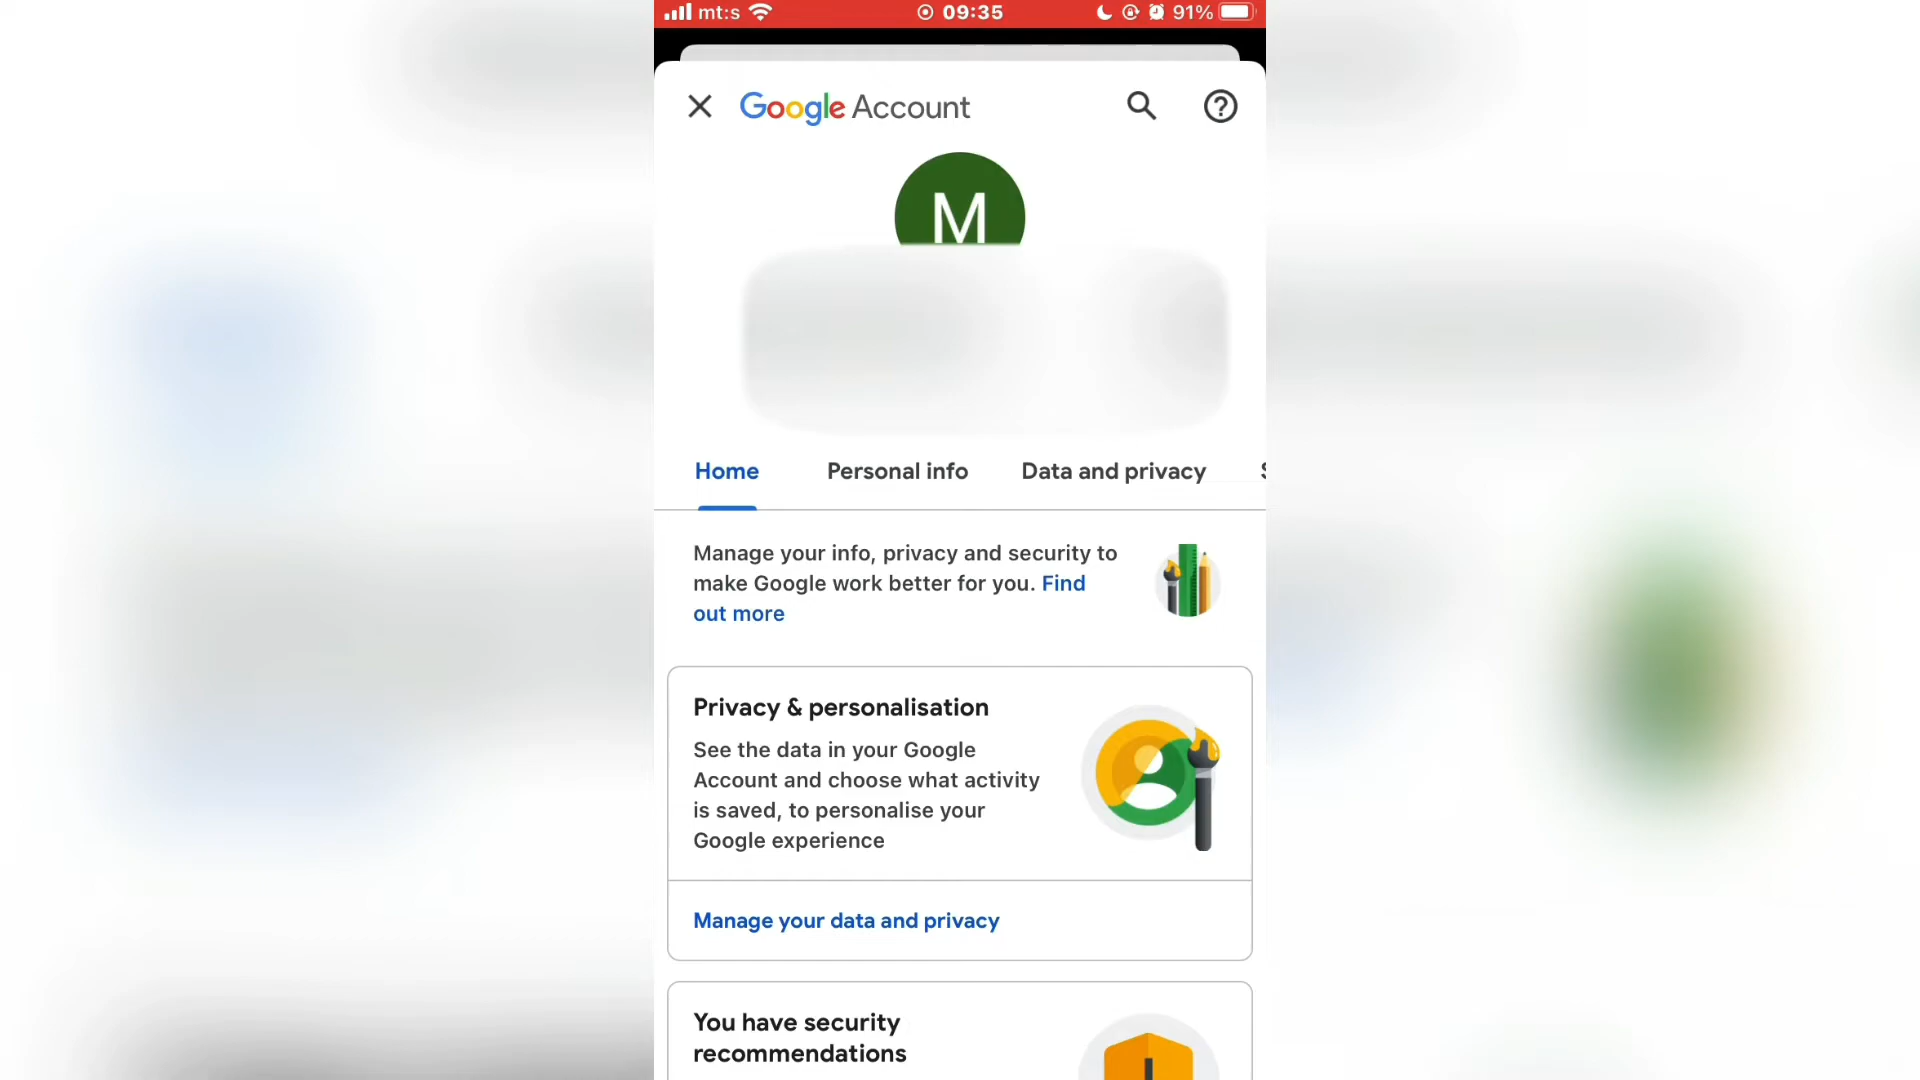 mt:s 09:35 91%
Google Account
M
Home Personal info Data and privacy
Manage your info, privacy and security to
make Google work better for you. Find
out more
Privacy & personalisation
See the data in your Google
Account and choose what activity
is saved, to personalise your
Google experience
Manage your data and privacy
You have security
recommendations